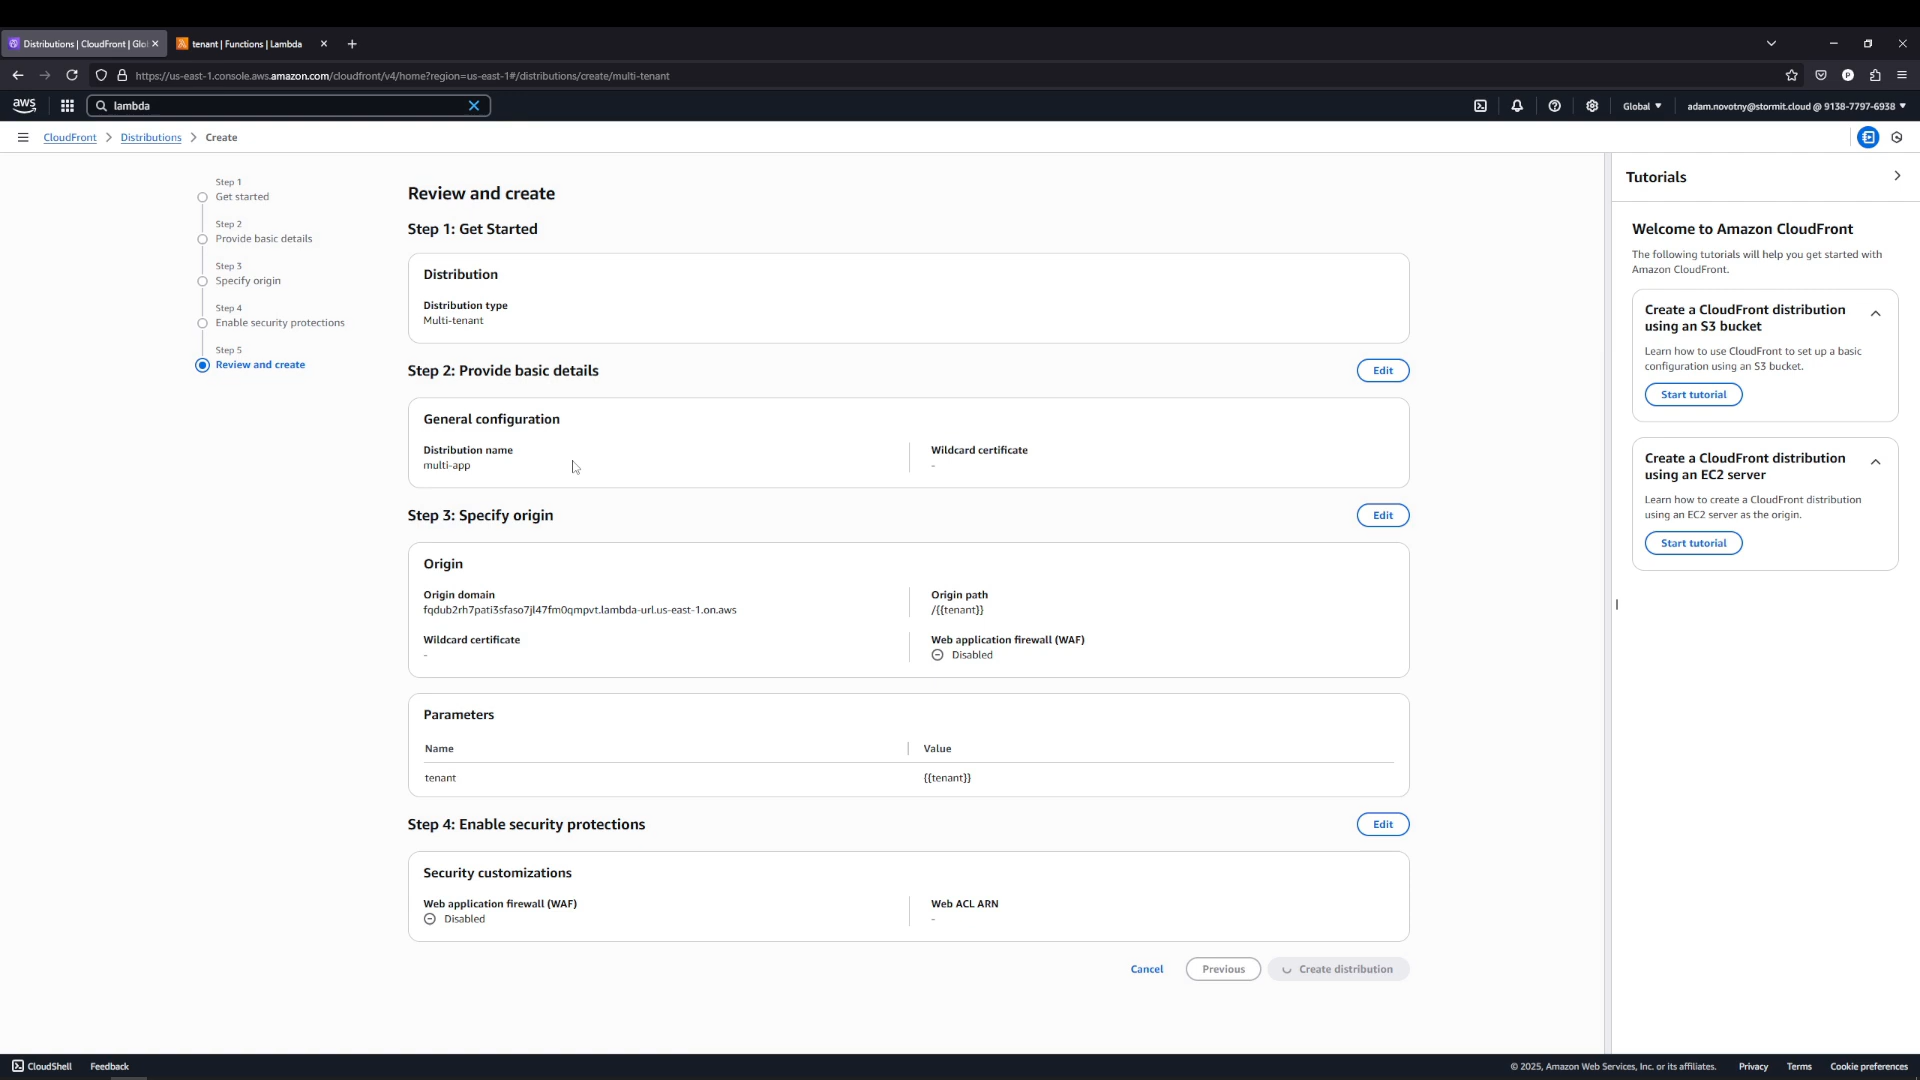 Distributions | CloudFront | Glo
tenant | Functions | Lambda
https://us-east-1.console.aws.amazon.com/cloudfront/v4/home?region=us-east-1#/distributions/create/multi-tenant
aws
lambda
Global
adam.novotny@stormit.cloud @ 9138-7797-6938
CloudFront
Distributions
Create
Step 1
Get started
Step 2
Provide basic details
Step 3
Specify origin
Step 4
Enable security protections
Step 5
Review and create
Review and create
Step 1: Get Started
Distribution
Distribution type
Multi-tenant
Step 2: Provide basic details
Edit
General configuration
Distribution name
multi-app
Wildcard certificate
-
Step 3: Specify origin
Edit
Origin
Origin domain
fqdub2rh7pati3sfaso7jl47fm0qmpvt.lambda-url.us-east-1.on.aws
Origin path
/{{tenant}}
Wildcard certificate
-
Web application firewall (WAF)
Disabled
Parameters
Name
Value
tenant
{{tenant}}
Step 4: Enable security protections
Edit
Security customizations
Web application firewall (WAF)
Disabled
Web ACL ARN
-
Cancel
Previous
Create distribution
Tutorials
Welcome to Amazon CloudFront
The following tutorials will help you get started with
Amazon CloudFront.
Create a CloudFront distribution
using an S3 bucket
Learn how to use CloudFront to set up a basic
configuration using an S3 bucket.
Start tutorial
Create a CloudFront distribution
using an EC2 server
Learn how to create a CloudFront distribution
using an EC2 server as the origin.
Start tutorial
CloudShell
Feedback
© 2025, Amazon Web Services, Inc. or its affiliates.
Privacy
Terms
Cookie preferences